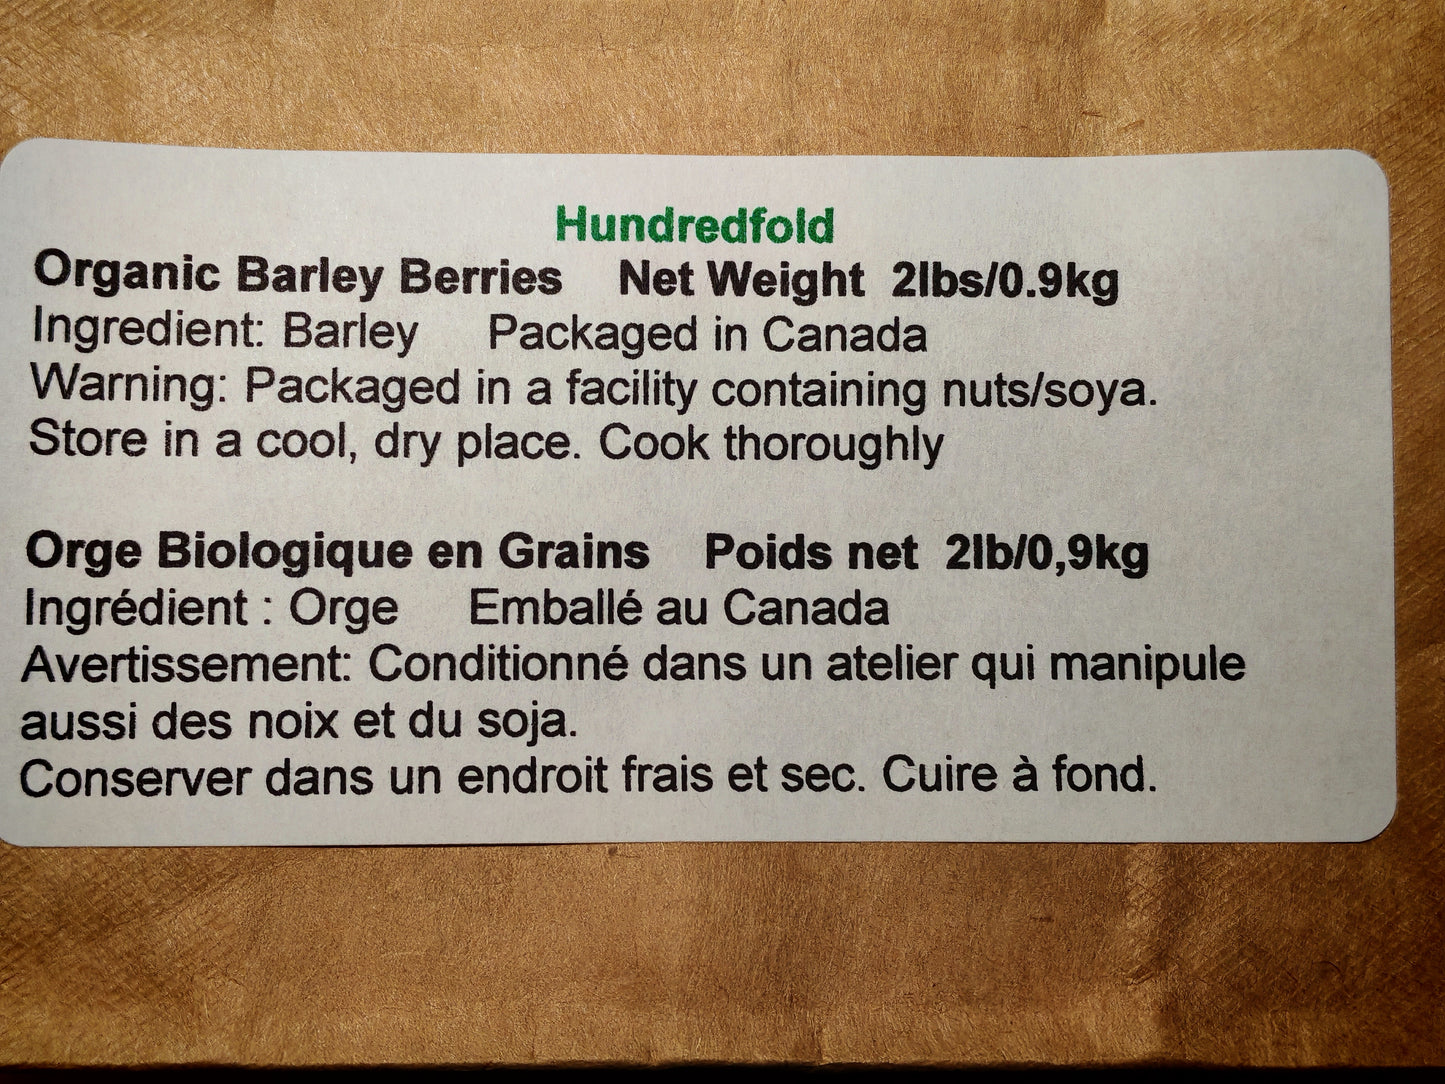 Hundredfold
Organic Barley Berries Net Weight 2lbs/0.9kg
Ingredient: Barley Packaged in Canada
Warning: Packaged in a facility containing nuts/soya.
Store in a cool, dry place. Cook thoroughly
Orge Biologique en Grains Poids net 2lb/0,9kg
Ingrédient : Orge Emballé au Canada
Avertissement: Conditionné dans un atelier qui manipule
aussi des noix et du soja.
Conserver dans un endroit frais et sec. Cuire à fond.